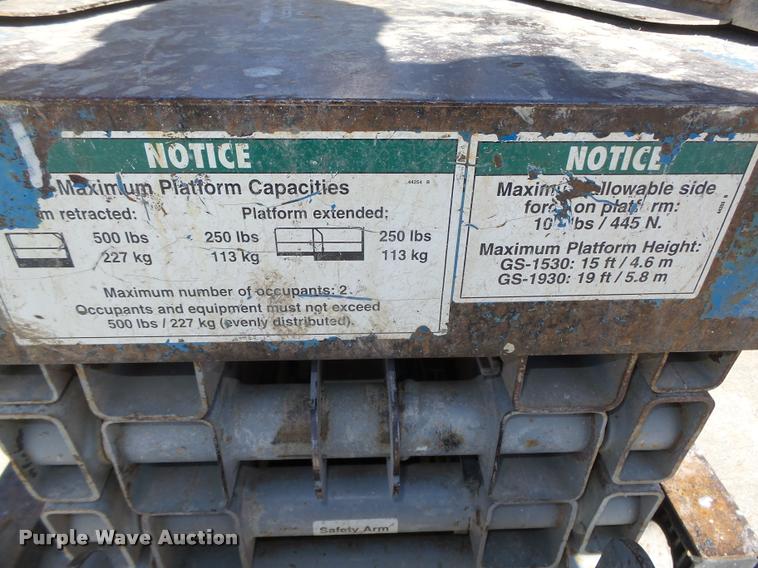 NOTICE
Maximum Platform Capacities
44254 B
retracted:
Platform extended:
500 lbs
227 kg
250 lbs
113 kg
250 lbs
113 kg
Maximum number of occupants: 2
Occupants and equipment must not exceed
500 lbs / 227 kg (evenly distributed).
NOTICE
side
on
lbs / 445 N.
Maximum Platform Height:
GS-1530: 15 ft / 4.6 m
GS-1930: 19 ft / 5.8 m
Safety Arm
Purple Wave Auction